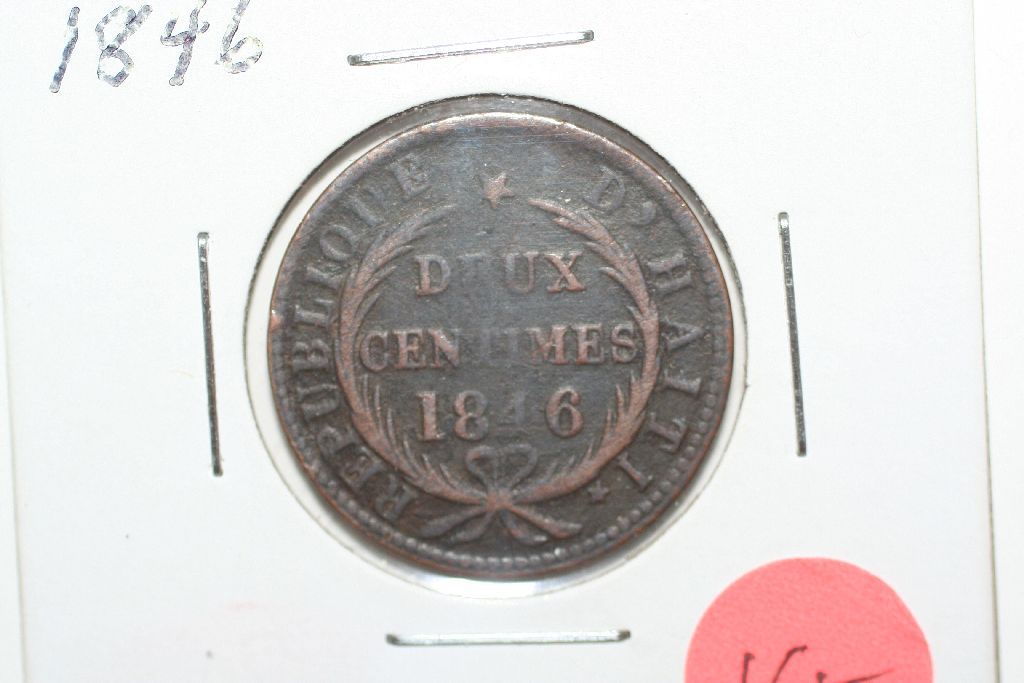 1846
REPUBLIQUE D'HAITI
DEUX
CENTIMES
1846